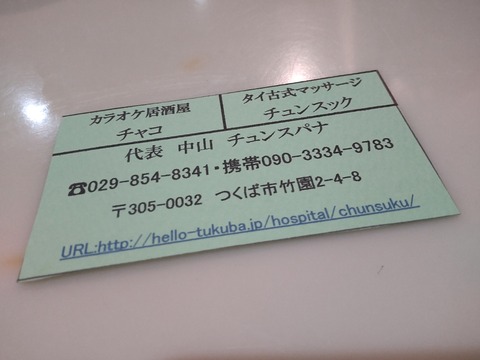 カラオケ居酒屋
チャコ
タイ古式マッサージ
チュンスック
代表 中山 チュンスパナ
☎029-854-8341・携帯090-3334-9783
〒305-0032 つくば市竹園2-4-8
URL:http://hello-tukuba.jp/hospital/chunsuku/